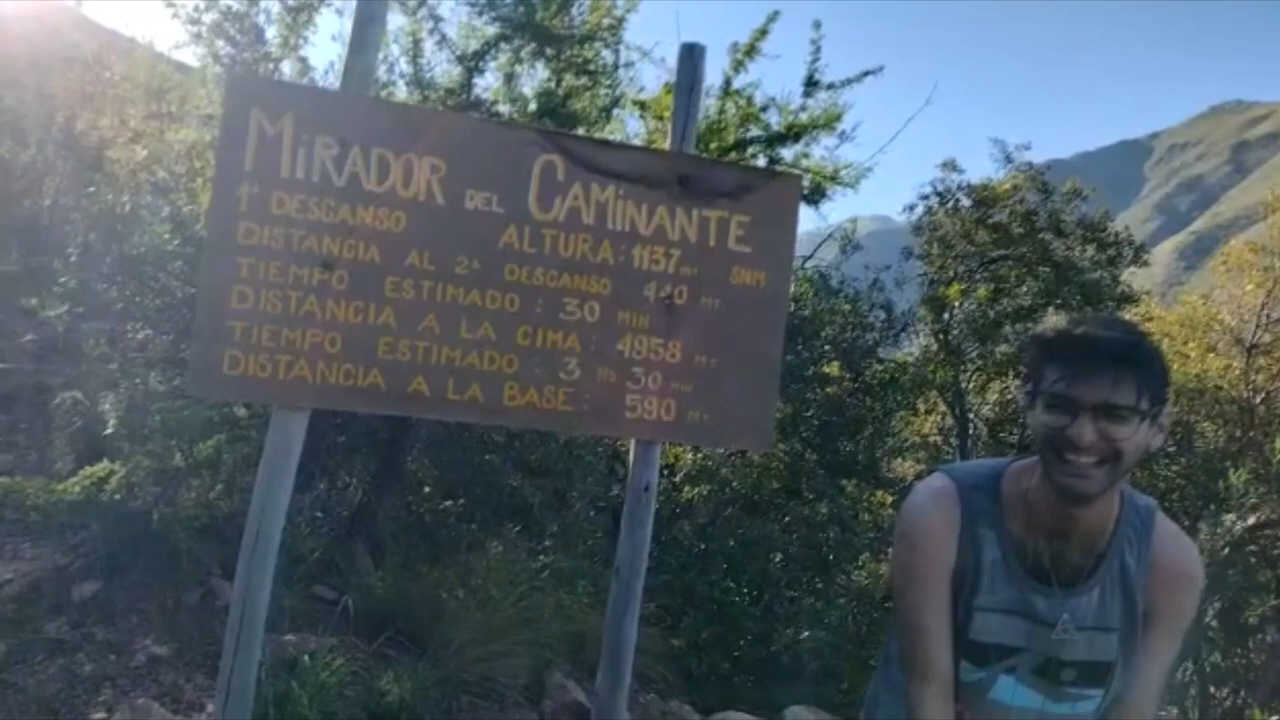 MiRADOR DEL CAMiNANTE
1° DESCANSO ALTURA: 1137 mt SNM
DISTANCIA AL 2° DESCANSO 440 MT
TIEMPO ESTIMADO : 30 MIN
DISTANCIA A LA CIMA : 4958 MT
TIEMPO ESTIMADO : 3 Hs 30 MIN
DISTANCIA A LA BASE : 590 MT